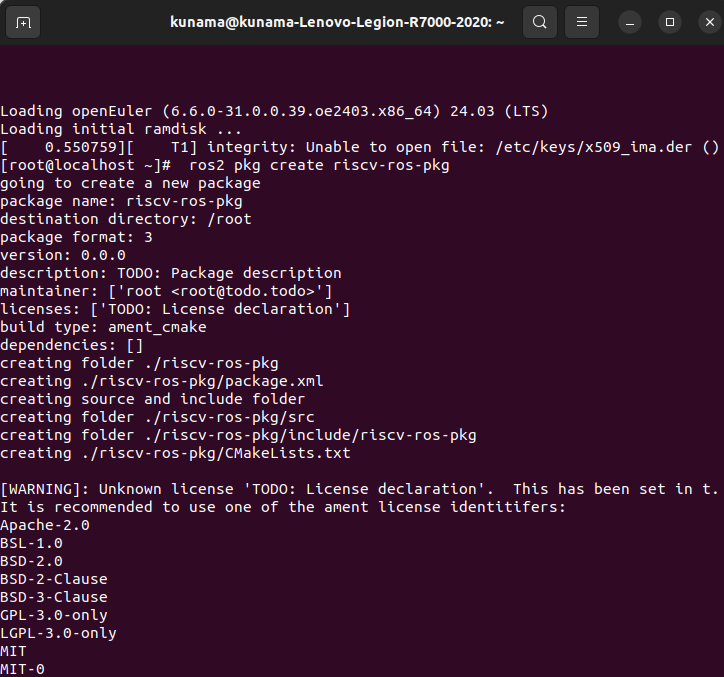 kunama@kunama-Lenovo-Legion-R7000-2020: ~
Loading openEuler (6.6.0-31.0.0.39.oe2403.x86_64) 24.03 (LTS)
Loading initial ramdisk ...
[    0.550759][    T1] integrity: Unable to open file: /etc/keys/x509_ima.der ()
[root@localhost ~]#  ros2 pkg create riscv-ros-pkg
going to create a new package
package name: riscv-ros-pkg
destination directory: /root
package format: 3
version: 0.0.0
description: TODO: Package description
maintainer: ['root <root@todo.todo>']
licenses: ['TODO: License declaration']
build type: ament_cmake
dependencies: []
creating folder ./riscv-ros-pkg
creating ./riscv-ros-pkg/package.xml
creating source and include folder
creating folder ./riscv-ros-pkg/src
creating folder ./riscv-ros-pkg/include/riscv-ros-pkg
creating ./riscv-ros-pkg/CMakeLists.txt
[WARNING]: Unknown license 'TODO: License declaration'.  This has been set in t.
It is recommended to use one of the ament license identitifers:
Apache-2.0
BSL-1.0
BSD-2.0
BSD-2-Clause
BSD-3-Clause
GPL-3.0-only
LGPL-3.0-only
MIT
MIT-0